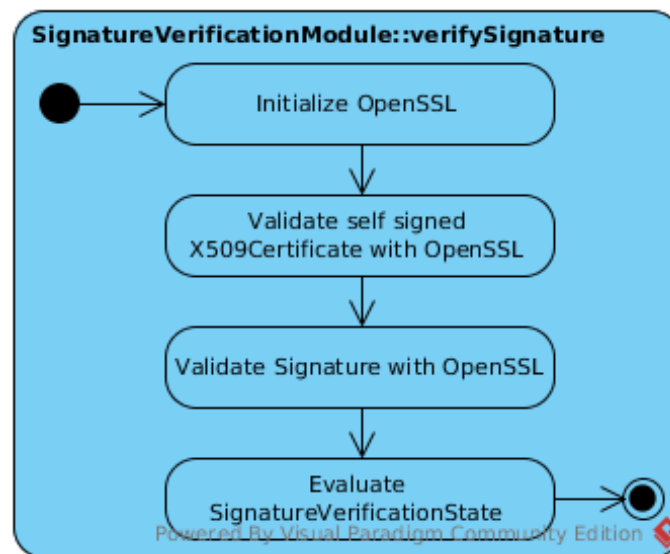 SignatureVerificationModule::verifySignature
Initialize OpenSSL
Validate self signed
X509Certificate with OpenSSL
Validate Signature with OpenSSL
Evaluate
SignatureVerificationState
Powered By Visual Paradigm Community Edition